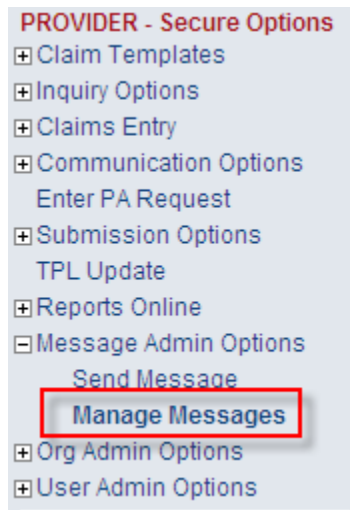 PROVIDER - Secure Options
Claim Templates
Inquiry Options
Claims Entry
Communication Options
Enter PA Request
Submission Options
TPL Update
Reports Online
Message Admin Options
Send Message
Manage Messages
Org Admin Options
User Admin Options